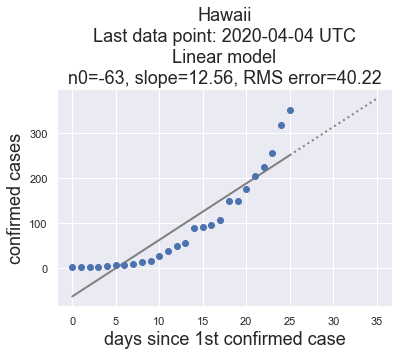 Hawaii
Last data point: 2020-04-04 UTC
Linear model
n0=-63, slope=12.56, RMS error=40.22
confirmed cases
300
200
100
0
0 5 10 15 20 25 30 35
days since 1st confirmed case